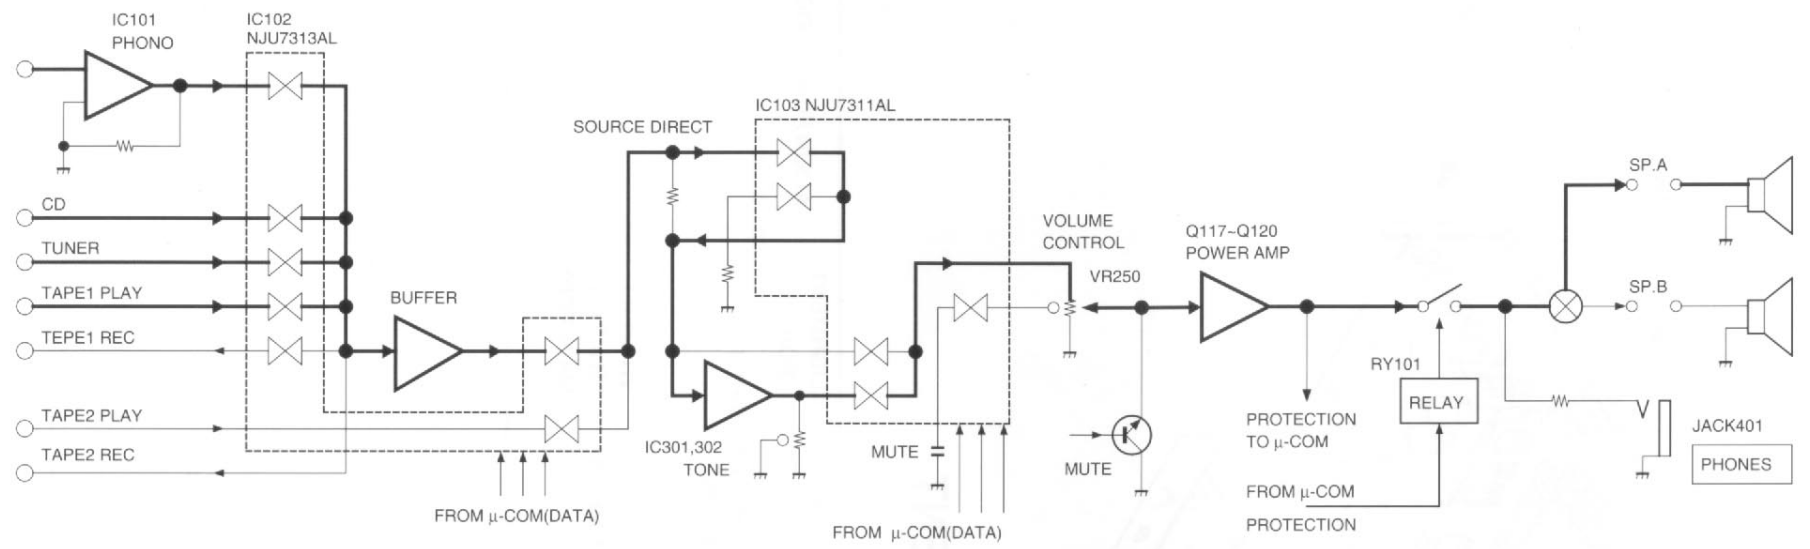 IC101
PHONO
IC102
NJU7313AL
CD
TUNER
TAPE1 PLAY
TEPE1 REC
TAPE2 PLAY
TAPE2 REC
BUFFER
FROM μ-COM(DATA)
SOURCE DIRECT
IC103 NJU7311AL
IC301,302
TONE
MUTE
FROM μ-COM(DATA)
VOLUME
CONTROL
VR250
MUTE
Q117~Q120
POWER AMP
PROTECTION
TO μ-COM
RY101
RELAY
FROM μ-COM
PROTECTION
SP.A
SP.B
JACK401
PHONES